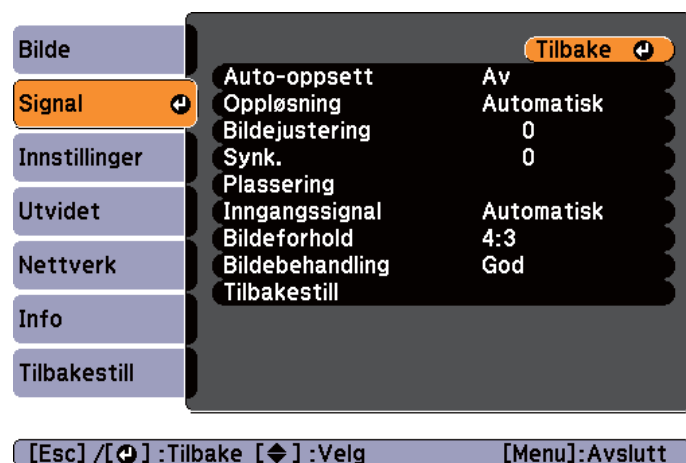 Bilde
Signal
Innstillinger
Utvidet
Nettverk
Info
Tilbakestill
Tilbake
Auto-oppsett Av
Oppløsning Automatisk
Bildejustering 0
Synk. 0
Plassering
Inngangssignal Automatisk
Bildeforhold 4:3
Bildebehandling God
Tilbakestill
[Esc] /[⏎] :Tilbake [◆] :Velg [Menu]:Avslutt